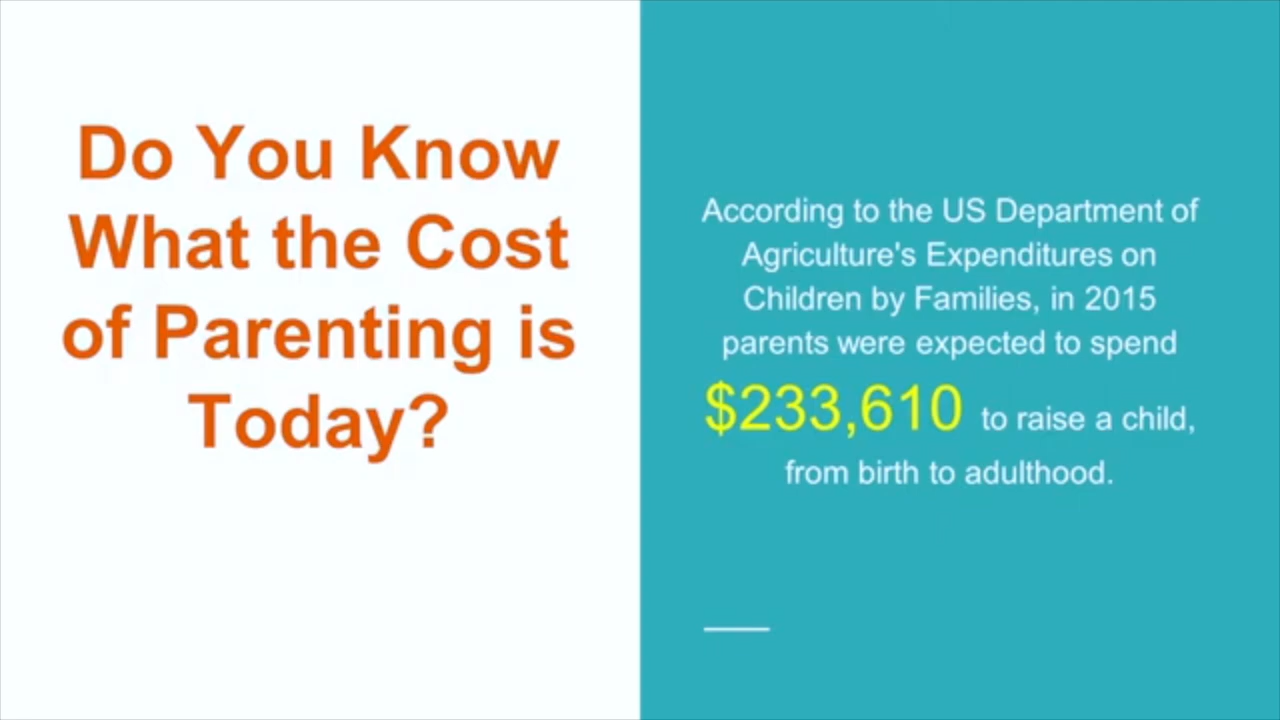 Do You Know
What the Cost
of Parenting is
Today?
According to the US Department of
Agriculture's Expenditures on
Children by Families, in 2015
parents were expected to spend
$233,610 to raise a child,
from birth to adulthood.